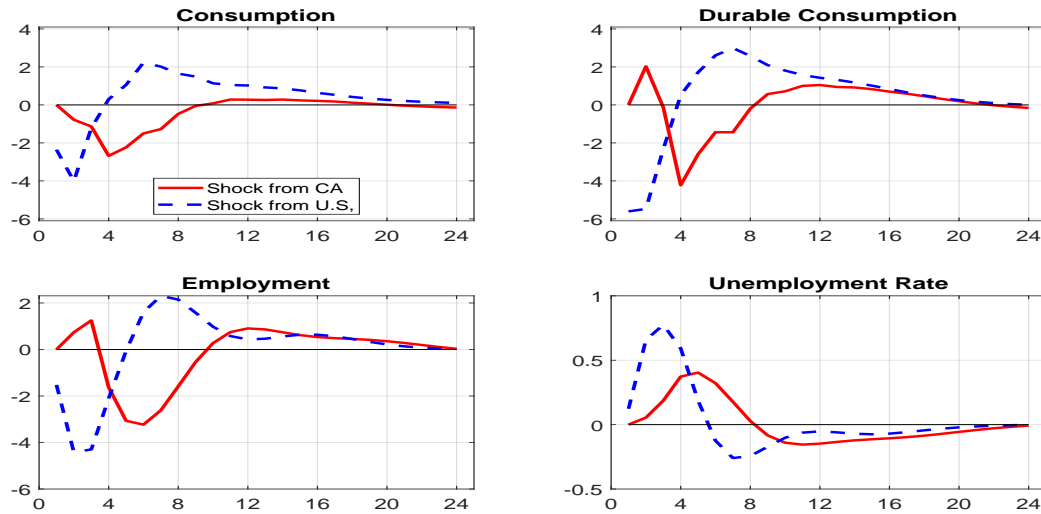 Consumption
2
0
-2
-4
-6
Shock from CA
Shock from U.S,
0 4 8 12 16 20 24
Durable Consumption
4
2
0
-2
-4
-6
0 4 8 12 16 20 24
Employment
2
0
-2
-4
-6
0 4 8 12 16 20 24
Unemployment Rate
1
0.5
0
-0.5
0 4 8 12 16 20 24